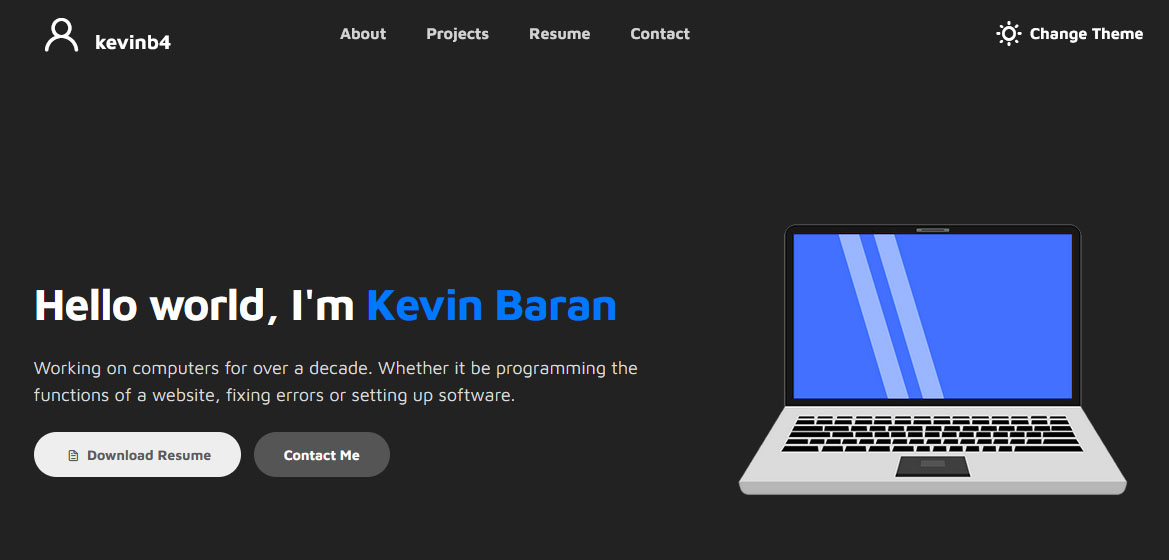 kevinb4
About
Projects
Resume
Contact
Change Theme
Hello world, I'm Kevin Baran
Working on computers for over a decade. Whether it be programming the
functions of a website, fixing errors or setting up software.
Download Resume
Contact Me